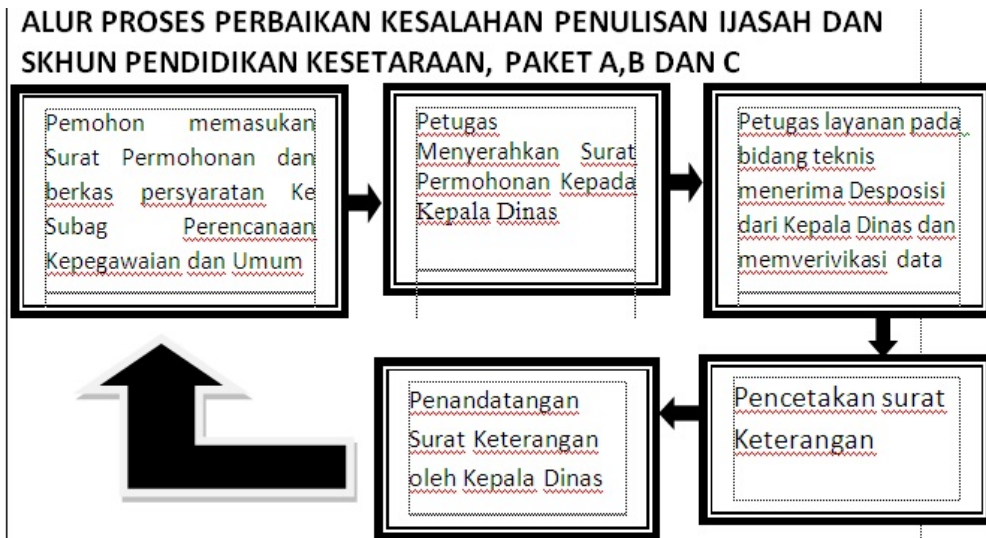 ALUR PROSES PERBAIKAN KESALAHAN PENULISAN IJASAH DAN
SKHUN PENDIDIKAN KESETARAAN, PAKET A,B DAN C
Pemohon memasukan
Surat Permohonan dan
berkas persyaratan Ke
Subag Perencanaan
Kepegawaian dan Umum
Petugas
Menyerahkan Surat
Permohonan Kepada
Kepala Dinas
Petugas layanan pada
bidang teknis
menerima Desposisi
dari Kepala Dinas dan
memverivikasi data
Pencetakan surat
Keterangan
Penandatangan
Surat Keterangan
oleh Kepala Dinas